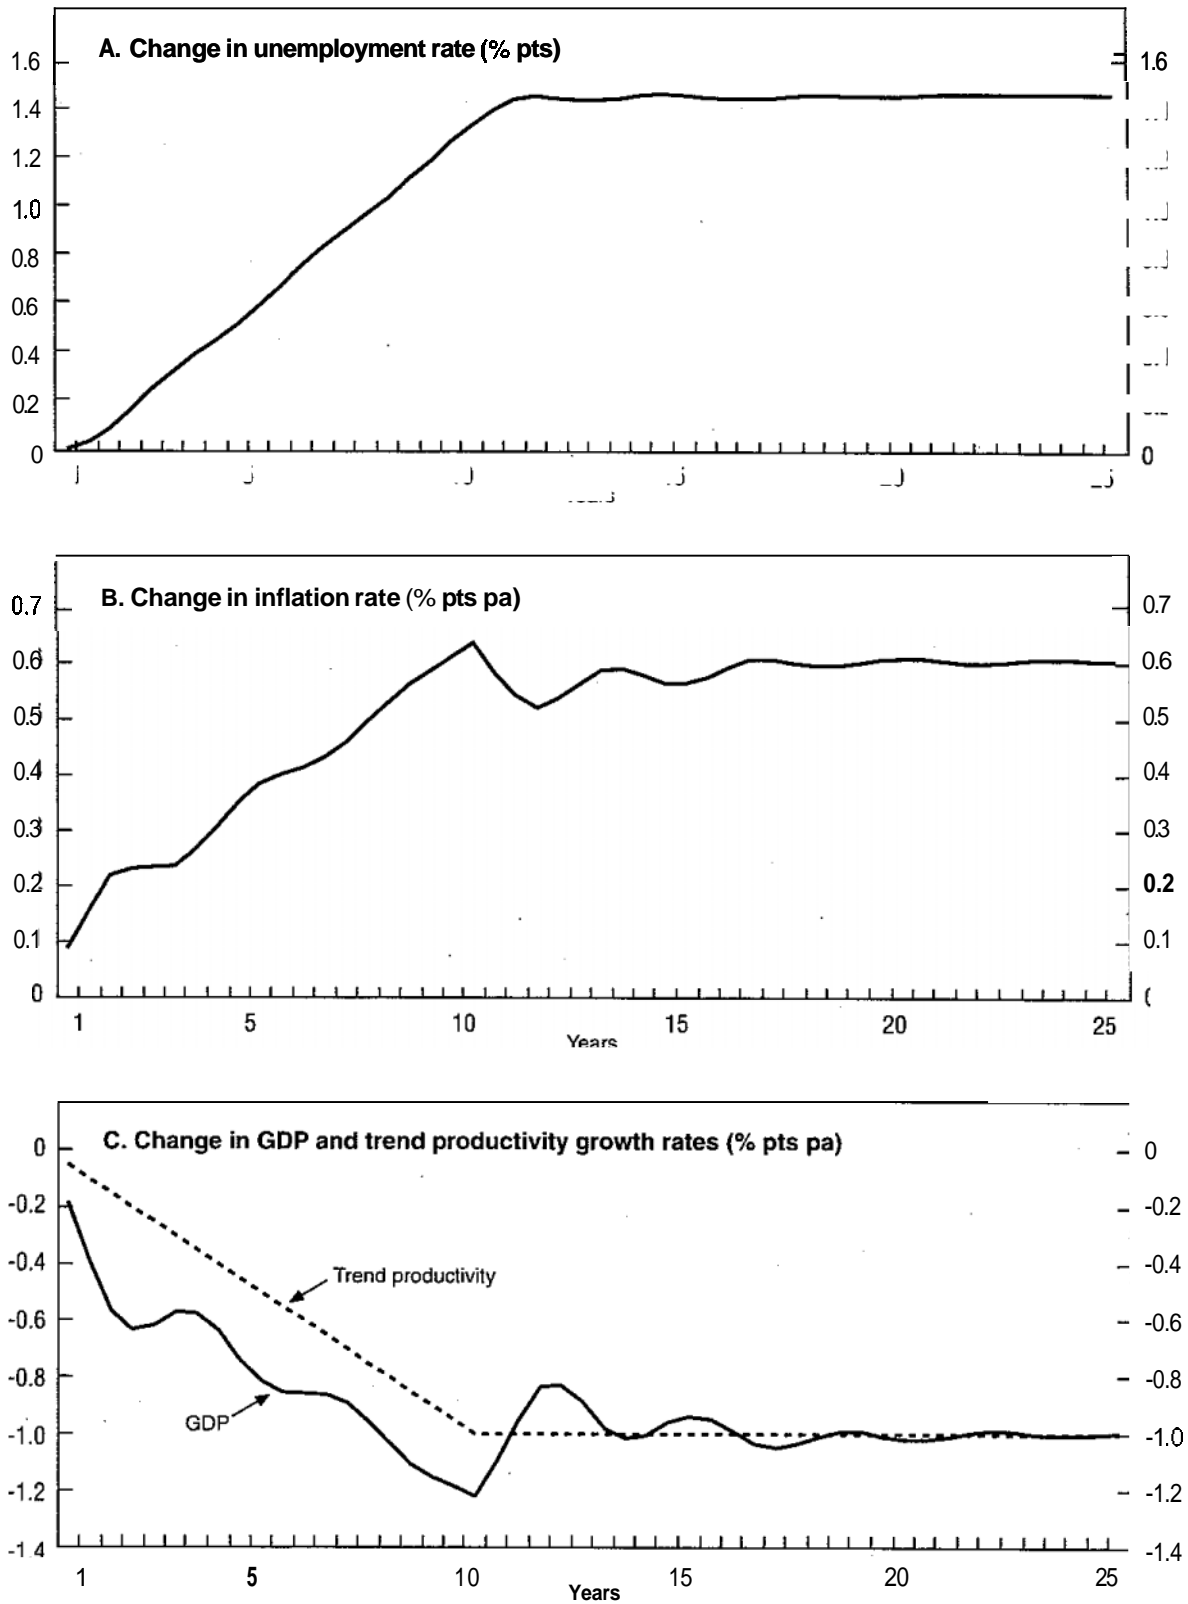 A. Change in unemployment rate (% pts)
1.6 1.6
1.4
1.2
1.0
0.8
0.6
0.4
0.2
0 0
B. Change in inflation rate (% pts pa)
0.7 0.7
0.6 0.6
0.5 0.5
0.4 0.4
0.3 0.3
0.2 0.2
0.1 0.1
0
1 5 10 15 20 25
Years
C. Change in GDP and trend productivity growth rates (% pts pa)
0 0
-0.2 -0.2
-0.4 -0.4
Trend productivity
-0.6 -0.6
-0.8 -0.8
GDP
-1.0 -1.0
-1.2 -1.2
-1.4 -1.4
1 5 10 15 20 25
Years